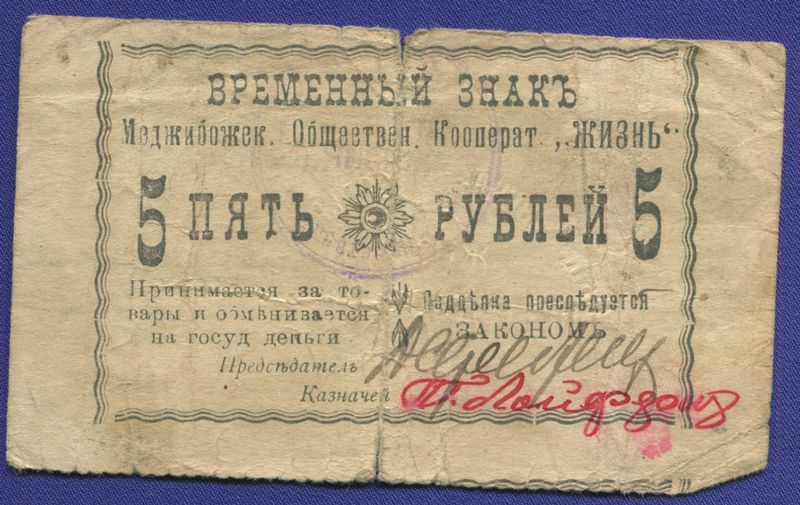 ВРЕМЕННЫЙ ЗНАКЪ
Меджибожек. Обществен. Кооперат „ЖИЗНЬ“
5 ПЯТЬ РУБЛЕЙ 5
Принимается за то-
вары и обмѣнивается
на госуд деньги
Поддѣлка преслѣдуется
ЗАКОНОМЪ
Предсѣдатель
Казначей